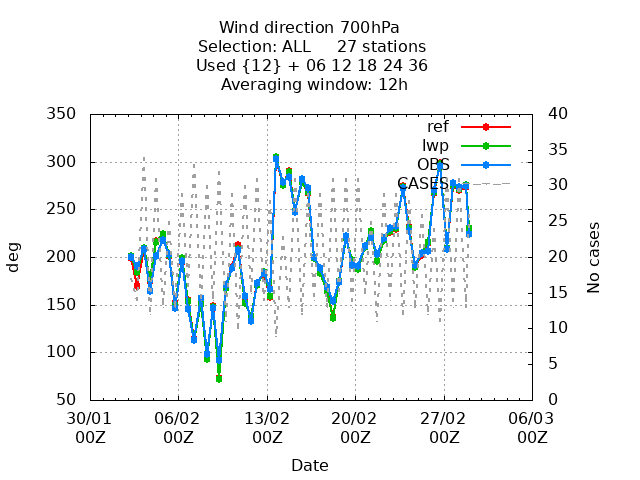 Wind direction 700hPa
Selection: ALL 27 stations
Used {12} + 06 12 18 24 36
Averaging window: 12h
350
300
250
200
150
100
50
deg
40
35
30
25
20
15
10
5
0
No cases
ref
lwp
OBS
CASES
30/01 06/02 13/02 20/02 27/02 06/03
00Z 00Z 00Z 00Z 00Z 00Z
Date